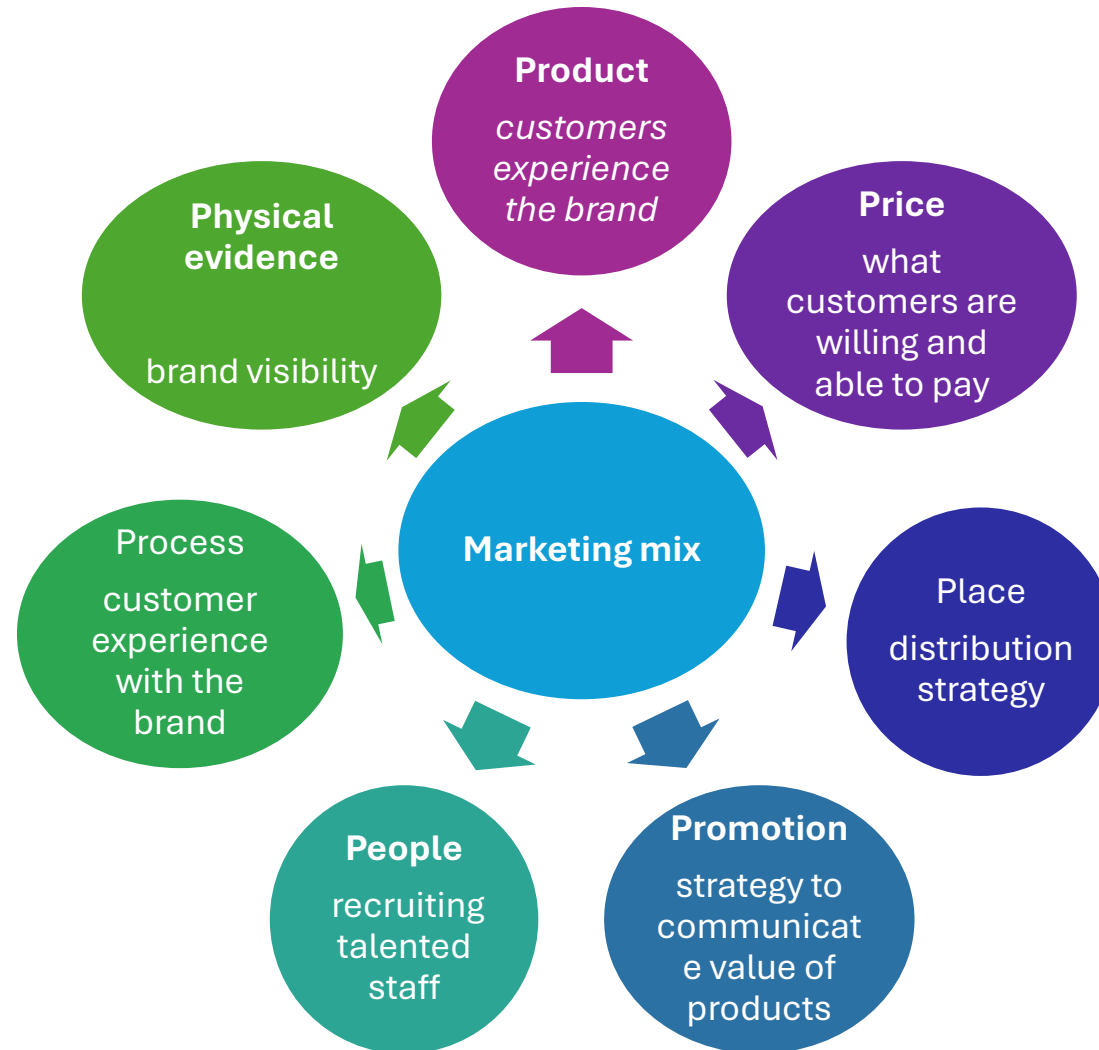 Product
customers
experience
the brand
Price
what
customers are
willing and
able to pay
Place
distribution
strategy
Promotion
strategy to
communicat
e value of
products
People
recruiting
talented
staff
Process
customer
experience
with the
brand
Physical
evidence
brand visibility
Marketing mix